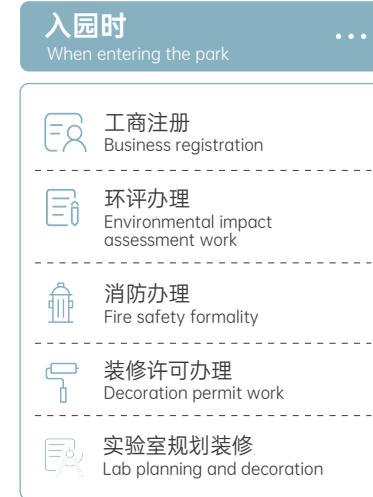 入园时
When entering the park
工商注册
Business registration
环评办理
Environmental impact
assessment work
消防办理
Fire safety formality
装修许可办理
Decoration permit work
实验室规划装修
Lab planning and decoration